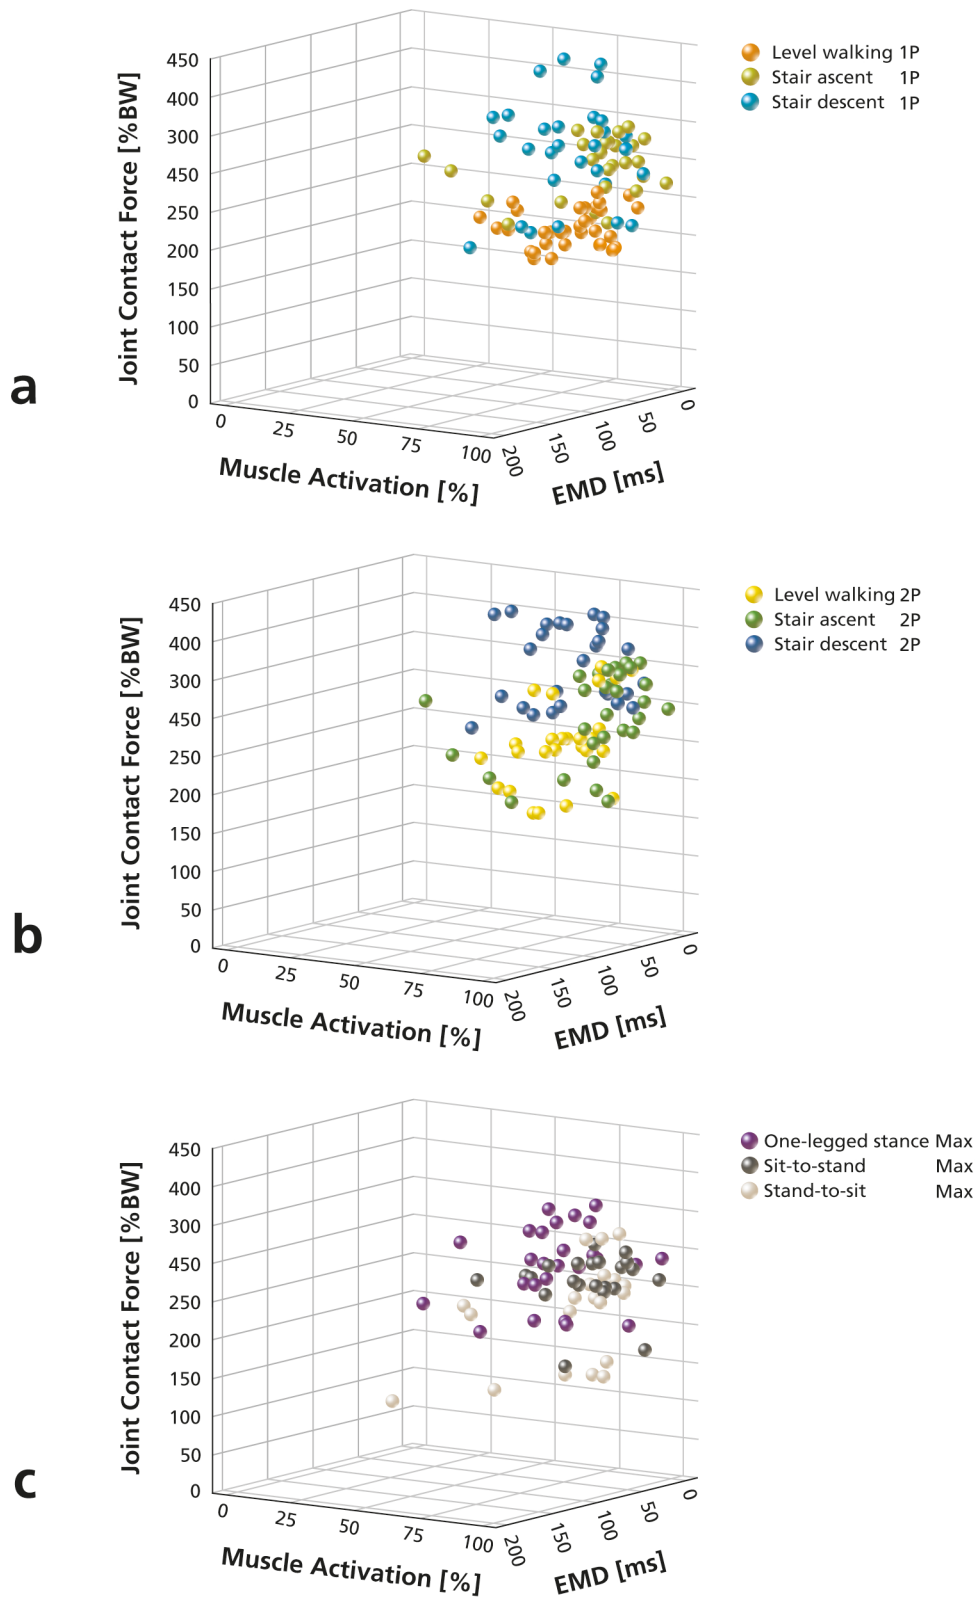 450
400
300
450
250
200
150
100
50
0
Joint Contact Force [%BW]
0
25
50
75
100
Muscle Activation [%]
200
150
100
50
0
EMD [ms]
Level walking 1P
Stair ascent 1P
Stair descent 1P
a
450
400
300
450
250
200
150
100
50
0
Joint Contact Force [%BW]
0
25
50
75
100
Muscle Activation [%]
200
150
100
50
0
EMD [ms]
Level walking 2P
Stair ascent 2P
Stair descent 2P
b
450
400
300
450
250
200
150
100
50
0
Joint Contact Force [%BW]
0
25
50
75
100
Muscle Activation [%]
200
150
100
50
0
EMD [ms]
One-legged stance Max
Sit-to-stand Max
Stand-to-sit Max
c